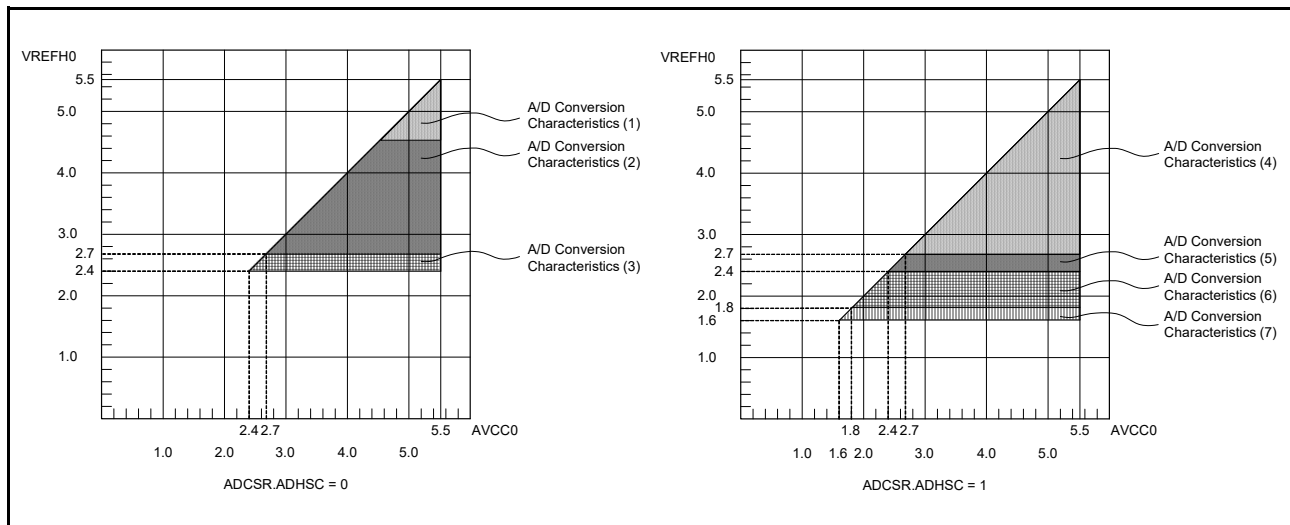 VREFH0
5.5
5.0
4.0
3.0
2.7
2.4
2.0
1.0
A/D Conversion
Characteristics (1)
A/D Conversion
Characteristics (2)
A/D Conversion
Characteristics (3)
2.4 2.7 5.5 AVCC0
1.0 2.0 3.0 4.0 5.0
ADCSR.ADHSC = 0
VREFH0
5.5
5.0
4.0
3.0
2.7
2.4
2.0
1.8
1.6
1.0
A/D Conversion
Characteristics (4)
A/D Conversion
Characteristics (5)
A/D Conversion
Characteristics (6)
A/D Conversion
Characteristics (7)
1.8 2.4 2.7 5.5 AVCC0
1.0 1.6 2.0 3.0 4.0 5.0
ADCSR.ADHSC = 1